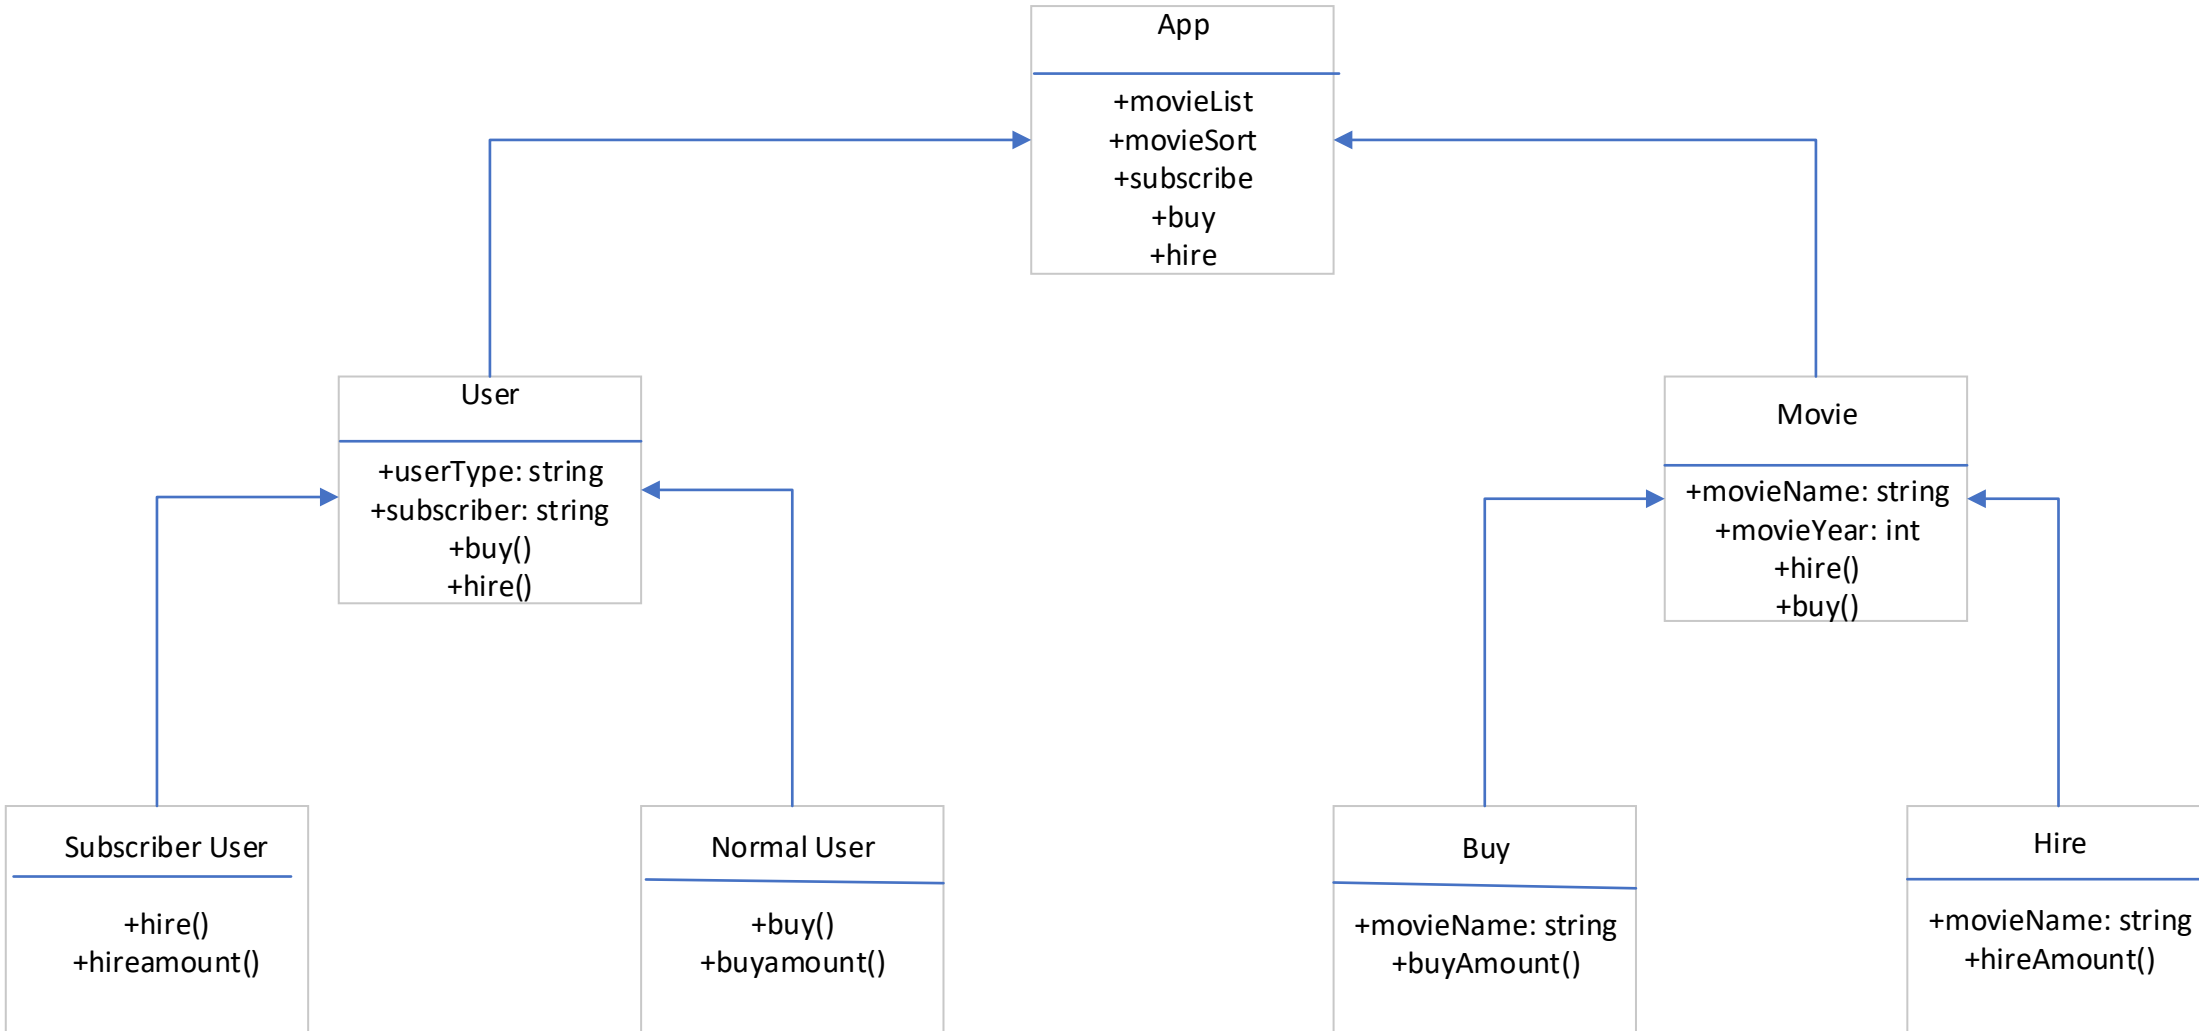 App
+movieList
+movieSort
+subscribe
+buy
+hire
User
+userType: string
+subscriber: string
+buy()
+hire()
Movie
+movieName: string
+movieYear: int
+hire()
+buy()
Subscriber User
+hire()
+hireamount()
Normal User
+buy()
+buyamount()
Buy
+movieName: string
+buyAmount()
Hire
+movieName: string
+hireAmount()